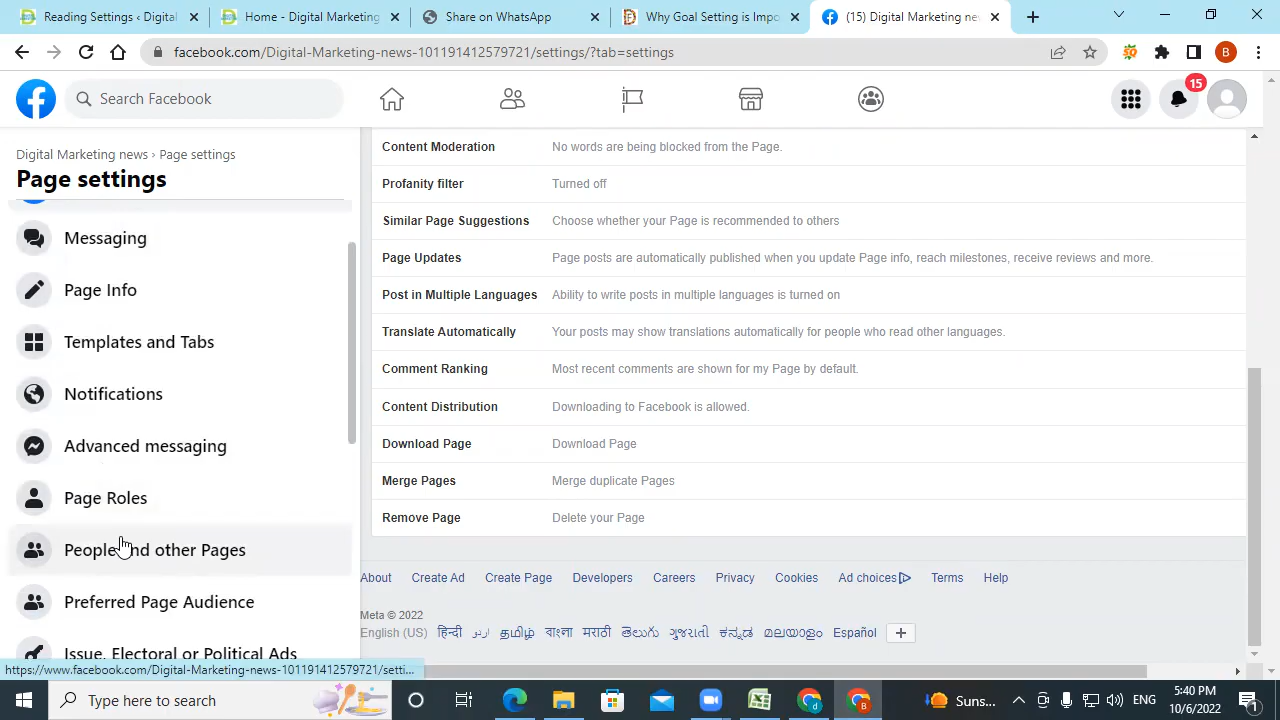 Reading Settings ‹ Digital
Home - Digital Marketing
Share on WhatsApp
Why Goal Setting is Impo
(15) Digital Marketing ne
facebook.com/Digital-Marketing-news-101191412579721/settings/?tab=settings
B
Search Facebook
15
Digital Marketing news › Page settings
Page settings
Messaging
Page Info
Templates and Tabs
Notifications
Advanced messaging
Page Roles
People and other Pages
Preferred Page Audience
Issue, Electoral or Political Ads
Content Moderation No words are being blocked from the Page.
Profanity filter Turned off
Similar Page Suggestions Choose whether your Page is recommended to others
Page Updates Page posts are automatically published when you update Page info, reach milestones, receive reviews and more.
Post in Multiple Languages Ability to write posts in multiple languages is turned on
Translate Automatically Your posts may show translations automatically for people who read other languages.
Comment Ranking Most recent comments are shown for my Page by default.
Content Distribution Downloading to Facebook is allowed.
Download Page Download Page
Merge Pages Merge duplicate Pages
Remove Page Delete your Page
About Create Ad Create Page Developers Careers Privacy Cookies Ad choices Terms Help
Meta © 2022
English (US) हिन्दी اردو தமிழ் বাংলা मराठी తెలుగు ગુજરાતી ಕನ್ನಡ മലയാളം Español
https://www.facebook.com/Digital-Marketing-news-101191412579721/setti...
Type here to search
Suns...
ENG
5:40 PM
10/6/2022
1